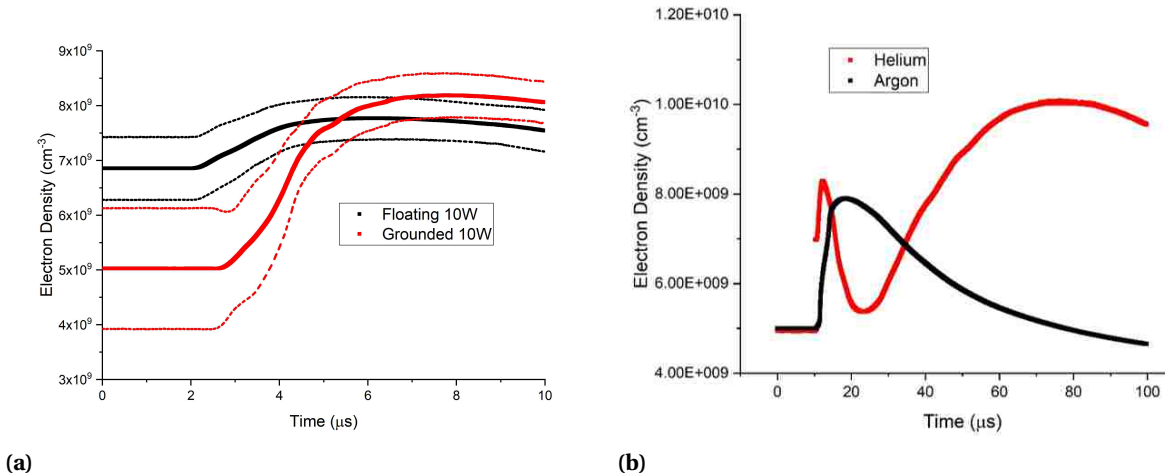 9x10⁹
8x10⁹
7x10⁹
6x10⁹
5x10⁹
4x10⁹
3x10⁹
Electron Density (cm⁻³)
Floating 10W
Grounded 10W
0 2 4 6 8 10
Time (μs)
(a)
1.20E+010
1.00E+010
8.00E+009
6.00E+009
4.00E+009
Electron Density (cm⁻³)
Helium
Argon
0 20 40 60 80 100
Time (μs)
(b)